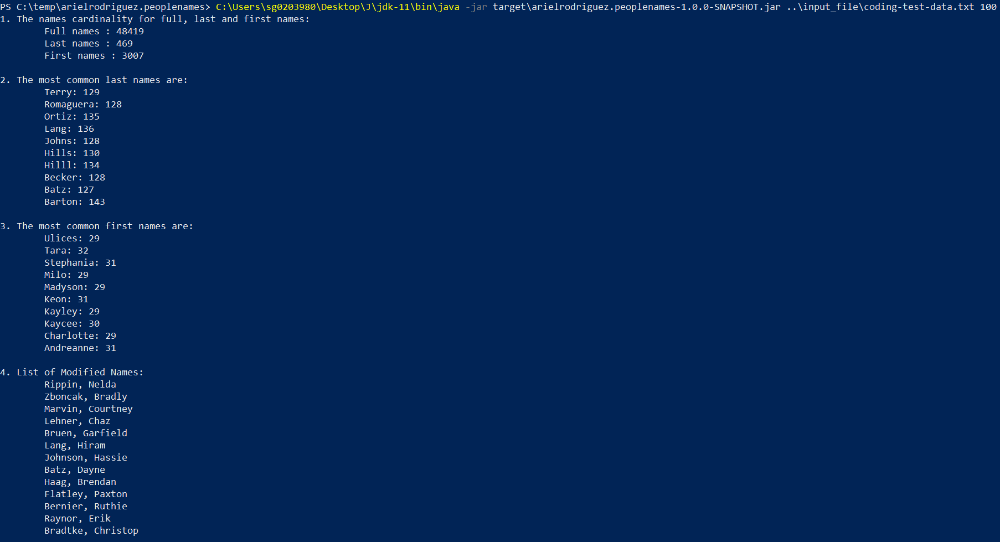 PS C:\temp\arielrodriguez.peoplenames> C:\Users\sg0203980\Desktop\J\jdk-11\bin\java -jar target\arielrodriguez.peoplenames-1.0.0-SNAPSHOT.jar ..\input_file\coding-test-data.txt 100
1. The names cardinality for full, last and first names:
Full names : 48419
Last names : 469
First names : 3007
2. The most common last names are:
Terry: 129
Romaguera: 128
Ortiz: 135
Lang: 136
Johns: 128
Hills: 130
Hilll: 134
Becker: 128
Batz: 127
Barton: 143
3. The most common first names are:
Ulices: 29
Tara: 32
Stephania: 31
Milo: 29
Madyson: 29
Keon: 31
Kayley: 29
Kaycee: 30
Charlotte: 29
Andreanne: 31
4. List of Modified Names:
Rippin, Nelda
Zboncak, Bradly
Marvin, Courtney
Lehner, Chaz
Bruen, Garfield
Lang, Hiram
Johnson, Hassie
Batz, Dayne
Haag, Brendan
Flatley, Paxton
Bernier, Ruthie
Raynor, Erik
Bradtke, Christop